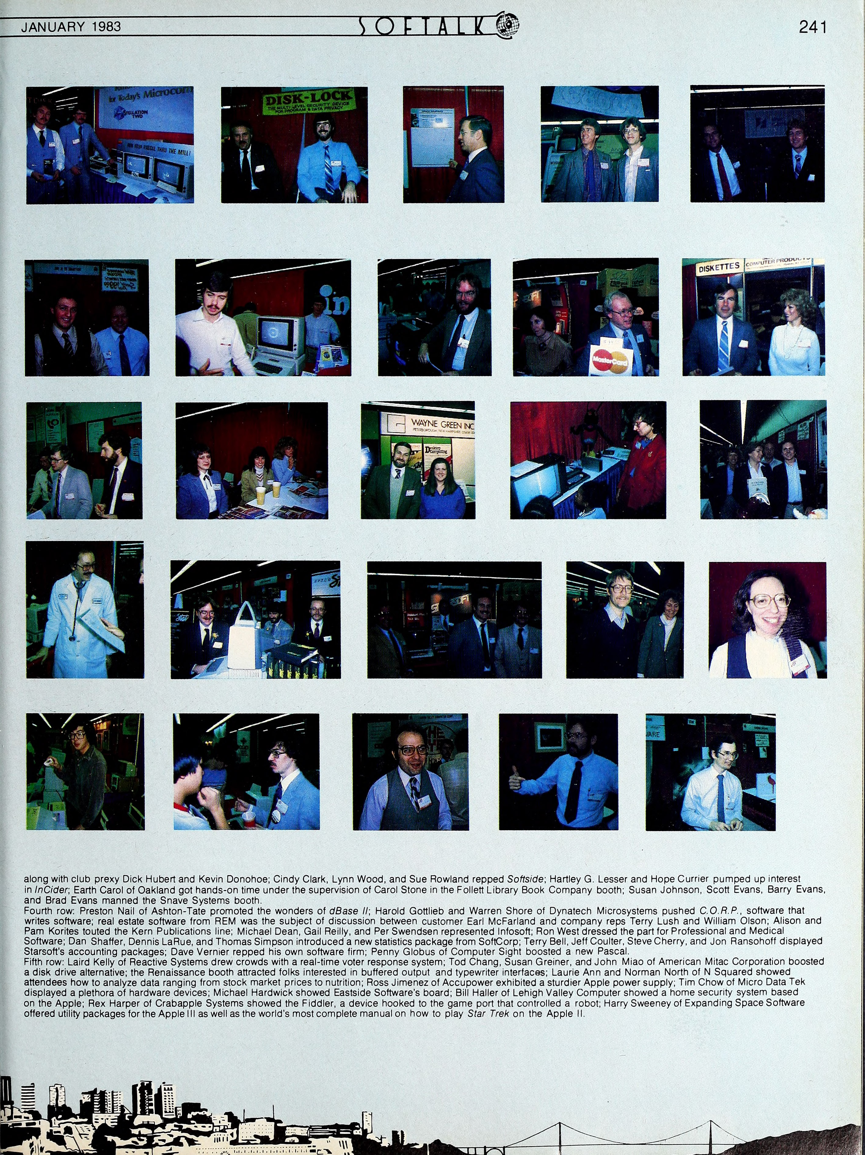 JANUARY 1983
SOFTALK
241
for Today's Microcom
DISK-LOCK
THE MULTI-LEVEL SECURITY DEVICE
FOR PROGRAM & DATA PRIVACY
in
MasterCard
DISKETTES
COMPUTER PRODUCTS
WAYNE GREEN INC
along with club prexy Dick Hubert and Kevin Donohoe; Cindy Clark, Lynn Wood, and Sue Rowland repped Softside; Hartley G. Lesser and Hope Currier pumped up interest
in InCider; Earth Carol of Oakland got hands-on time under the supervision of Carol Stone in the Follett Library Book Company booth; Susan Johnson, Scott Evans, Barry Evans,
and Brad Evans manned the Snave Systems booth.
Fourth row: Preston Nail of Ashton-Tate promoted the wonders of dBase II; Harold Gottlieb and Warren Shore of Dynatech Microsystems pushed C.O.R.P., software that
writes software; real estate software from REM was the subject of discussion between customer Earl McFarland and company reps Terry Lush and William Olson; Alison and
Pam Korites touted the Kern Publications line; Michael Dean, Gail Reilly, and Per Swendsen represented Infosoft; Ron West dressed the part for Professional and Medical
Software; Dan Shaffer, Dennis LaRue, and Thomas Simpson introduced a new statistics package from SoftCorp; Terry Bell, Jeff Coulter, Steve Cherry, and Jon Ransohoff displayed
Starsoft's accounting packages; Dave Vernier repped his own software firm; Penny Globus of Computer Sight boosted a new Pascal.
Fifth row: Laird Kelly of Reactive Systems drew crowds with a real-time voter response system; Tod Chang, Susan Greiner, and John Miao of American Mitac Corporation boosted
a disk drive alternative; the Renaissance booth attracted folks interested in buffered output and typewriter interfaces; Laurie Ann and Norman North of N Squared showed
attendees how to analyze data ranging from stock market prices to nutrition; Ross Jimenez of Accupower exhibited a sturdier Apple power supply; Tim Chow of Micro Data Tek
displayed a plethora of hardware devices; Michael Hardwick showed Eastside Software's board; Bill Haller of Lehigh Valley Computer showed a home security system based
on the Apple; Rex Harper of Crabapple Systems showed the Fiddler, a device hooked to the game port that controlled a robot; Harry Sweeney of Expanding Space Software
offered utility packages for the Apple III as well as the world's most complete manual on how to play Star Trek on the Apple II.